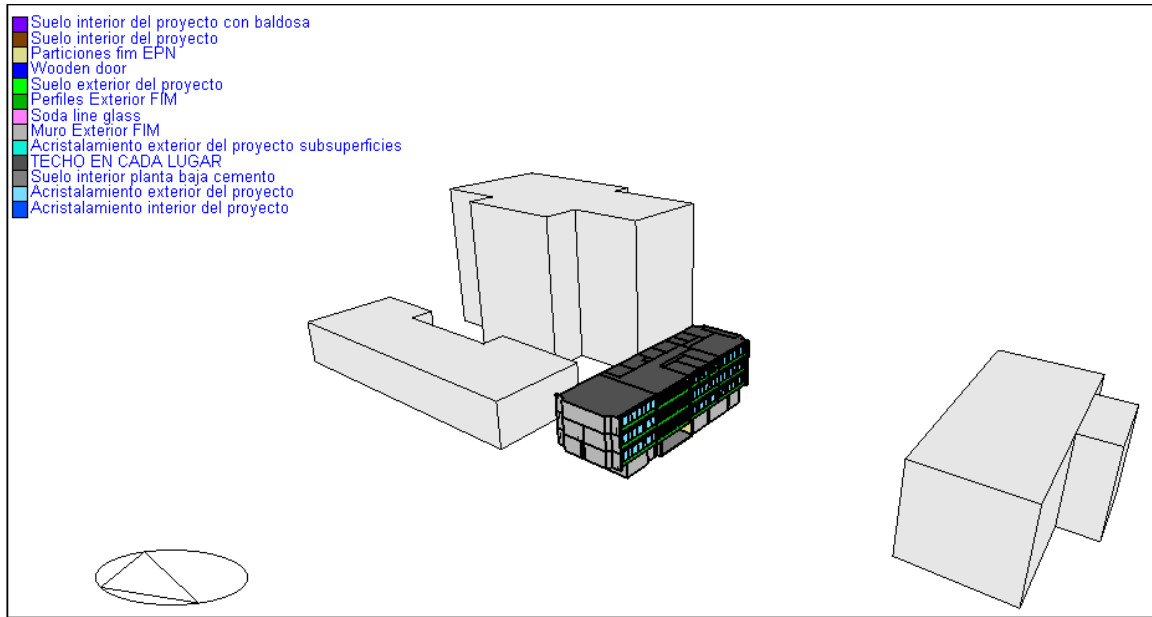 Suelo interior del proyecto con baldosa
Suelo interior del proyecto
Particiones fim EPN
Wooden door
Suelo exterior del proyecto
Perfiles Exterior FIM
Soda line glass
Muro Exterior FIM
Acristalamiento exterior del proyecto subsuperficies
TECHO EN CADA LUGAR
Suelo interior planta baja cemento
Acristalamiento exterior del proyecto
Acristalamiento interior del proyecto